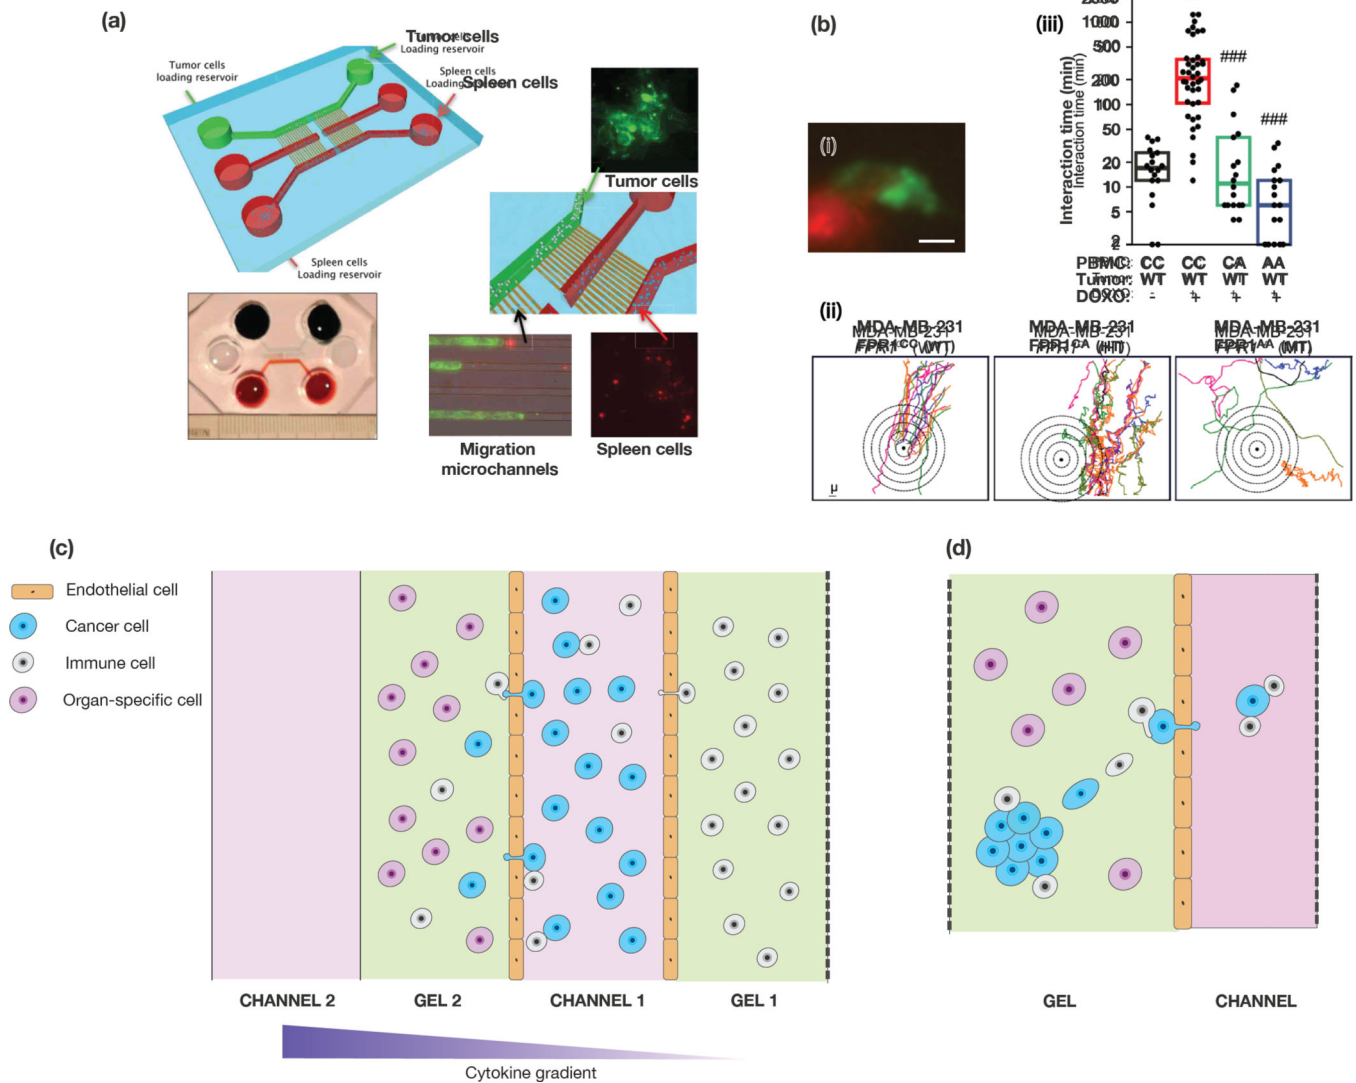 (a)
Tumor cells
Loading reservoir
Tumor cells
loading reservoir
Spleen cells
Loading reservoir
Tumor cells
Spleen cells
Loading reservoir
Migration
microchannels
Spleen cells
(b)
(i)
(iii)
Interaction time (min)
1000
500
200
100
50
20
10
5
2
###
###
PBMC: CC CC CA AA
Tumor: WT WT WT WT
DOXO: - + + +
(ii)
MDA-MB-231
FPR1CC (WT)
MDA-MB-231
FPR1CA (HT)
MDA-MB-231
FPR1AA (MT)
µ
(c)
Endothelial cell
Cancer cell
Immune cell
Organ-specific cell
CHANNEL 2
GEL 2
CHANNEL 1
GEL 1
Cytokine gradient
(d)
GEL
CHANNEL